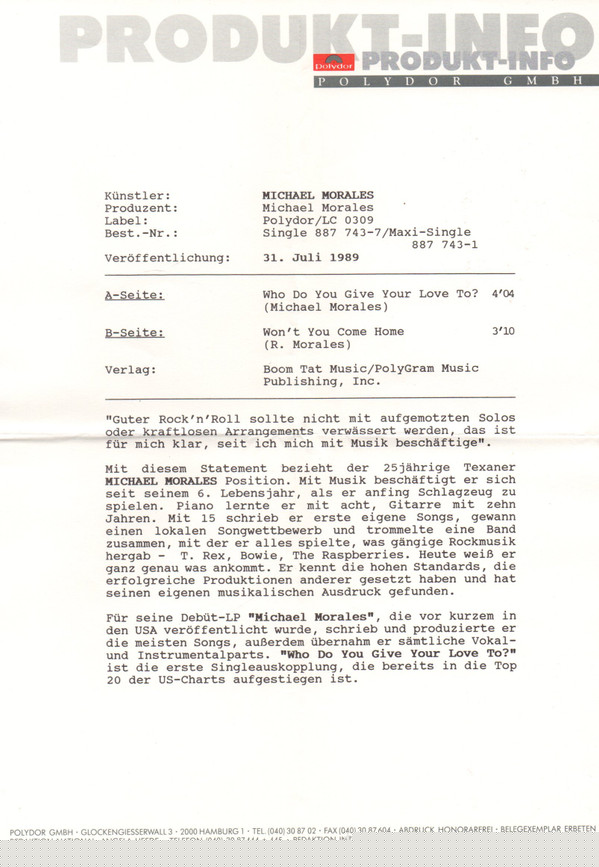 PRODUKT-INFO
polydor PRODUKT-INFO
POLYDOR GMBH
Künstler: MICHAEL MORALES
Produzent: Michael Morales
Label: Polydor/LC 0309
Best.-Nr.: Single 887 743-7/Maxi-Single
887 743-1
Veröffentlichung: 31. Juli 1989
A-Seite: Who Do You Give Your Love To? 4'04
(Michael Morales)
B-Seite: Won't You Come Home 3'10
(R. Morales)
Verlag: Boom Tat Music/PolyGram Music
Publishing, Inc.
"Guter Rock'n'Roll sollte nicht mit aufgemotzten Solos
oder kraftlosen Arrangements verwässert werden, das ist
für mich klar, seit ich mich mit Musik beschäftige".
Mit diesem Statement bezieht der 25jährige Texaner
MICHAEL MORALES Position. Mit Musik beschäftigt er sich
seit seinem 6. Lebensjahr, als er anfing Schlagzeug zu
spielen. Piano lernte er mit acht, Gitarre mit zehn
Jahren. Mit 15 schrieb er erste eigene Songs, gewann
einen lokalen Songwettbewerb und trommelte eine Band
zusammen, mit der er alles spielte, was gängige Rockmusik
hergab - T. Rex, Bowie, The Raspberries. Heute weiß er
ganz genau was ankommt. Er kennt die hohen Standards, die
erfolgreiche Produktionen anderer gesetzt haben und hat
seinen eigenen musikalischen Ausdruck gefunden.
Für seine Debüt-LP "Michael Morales", die vor kurzem in
den USA veröffentlicht wurde, schrieb und produzierte er
die meisten Songs, außerdem übernahm er sämtliche Vokal-
und Instrumentalparts. "Who Do You Give Your Love To?"
ist die erste Singleauskopplung, die bereits in die Top
20 der US-Charts aufgestiegen ist.
POLYDOR GMBH · GLOCKENGIESSERWALL 3 · 2000 HAMBURG 1 · TEL. (040) 30 87 02 · FAX (040) 30 87 604 · ABDRUCK HONORARFREI · BELEGEXEMPLAR ERBETEN